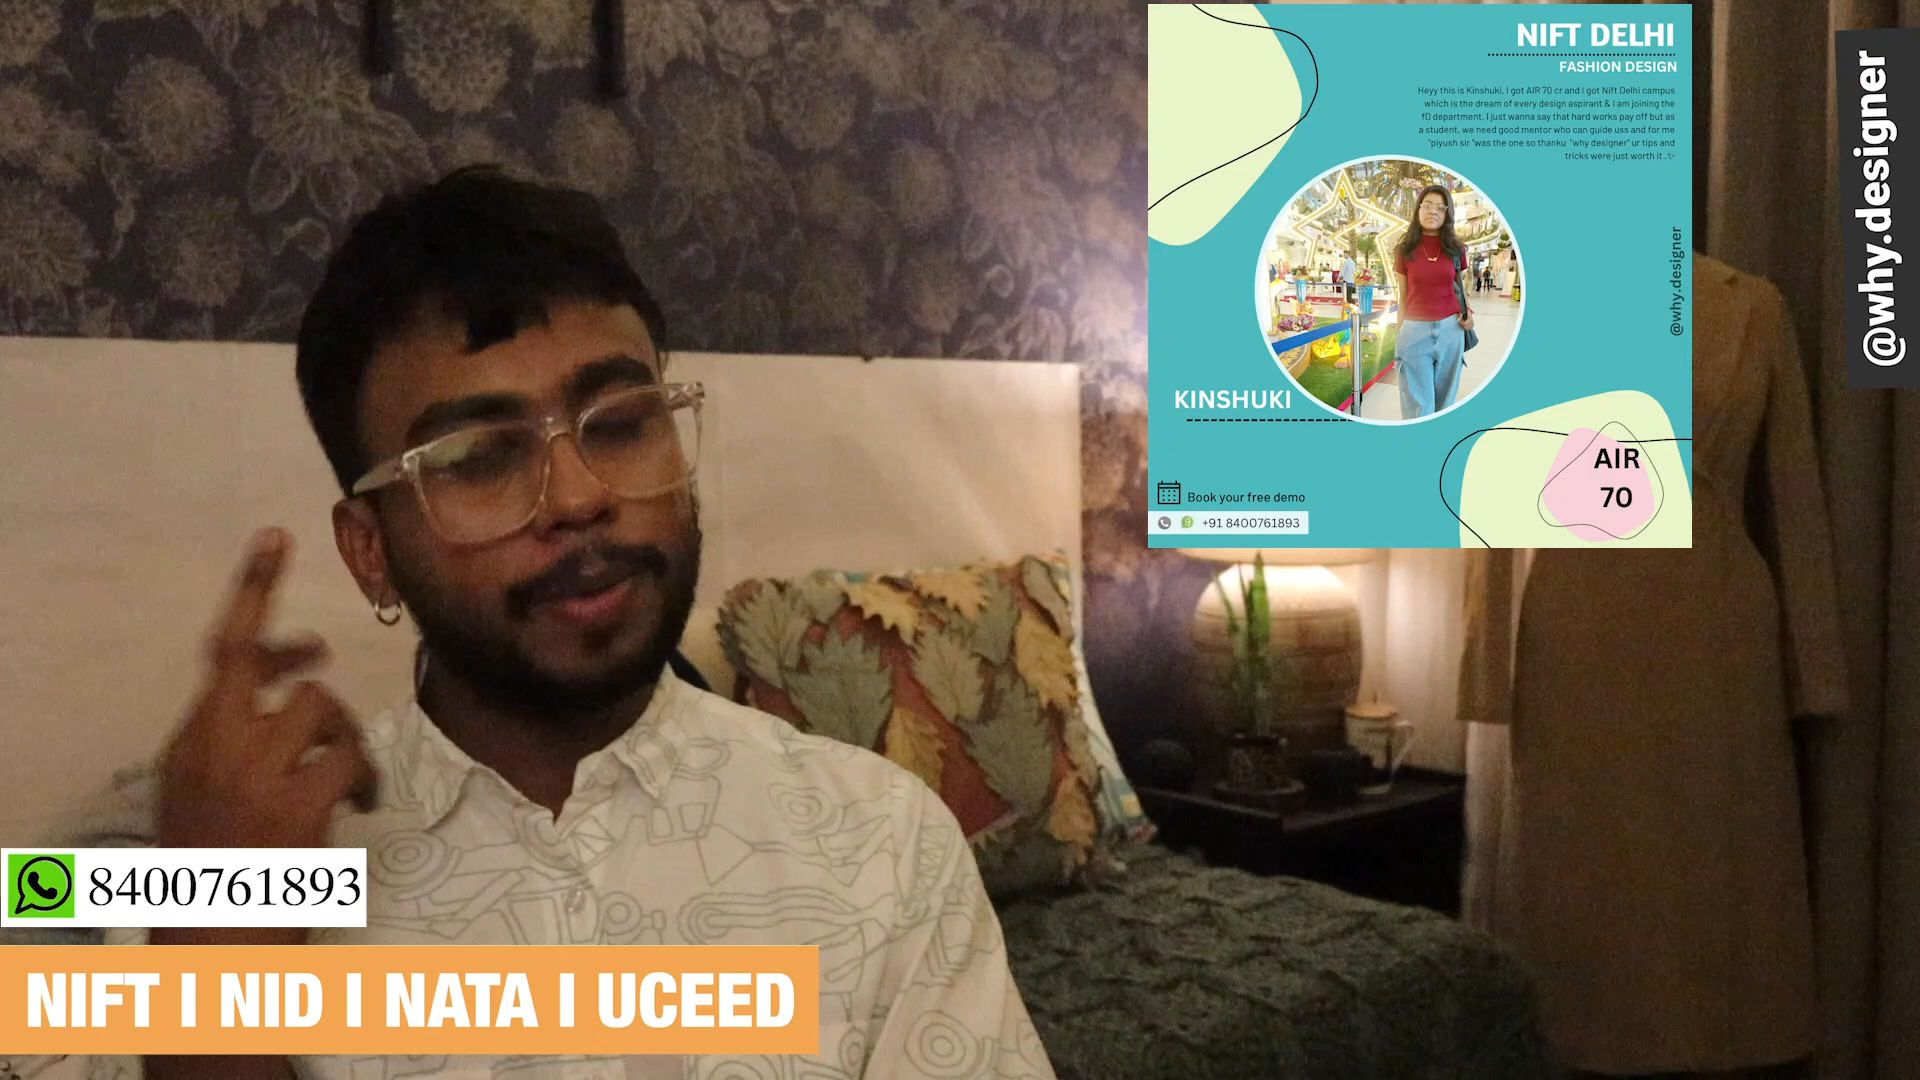 NIFT DELHI
FASHION DESIGN
Heyy this is Kinshuki, I got AIR 70 cr and I got Nift Delhi campus
which is the dream of every design aspirant & I am joining the
fD department, I just wanna say that hard works pay off but as
a student, we need good mentor who can guide uss and for me
"piyush sir "was the one so thanku "why designer" ur tips and
tricks were just worth it .✨
@why.designer
@why.designer
KINSHUKI
AIR
70
Book your free demo
+91 8400761893
8400761893
NIFT I NID I NATA I UCEED